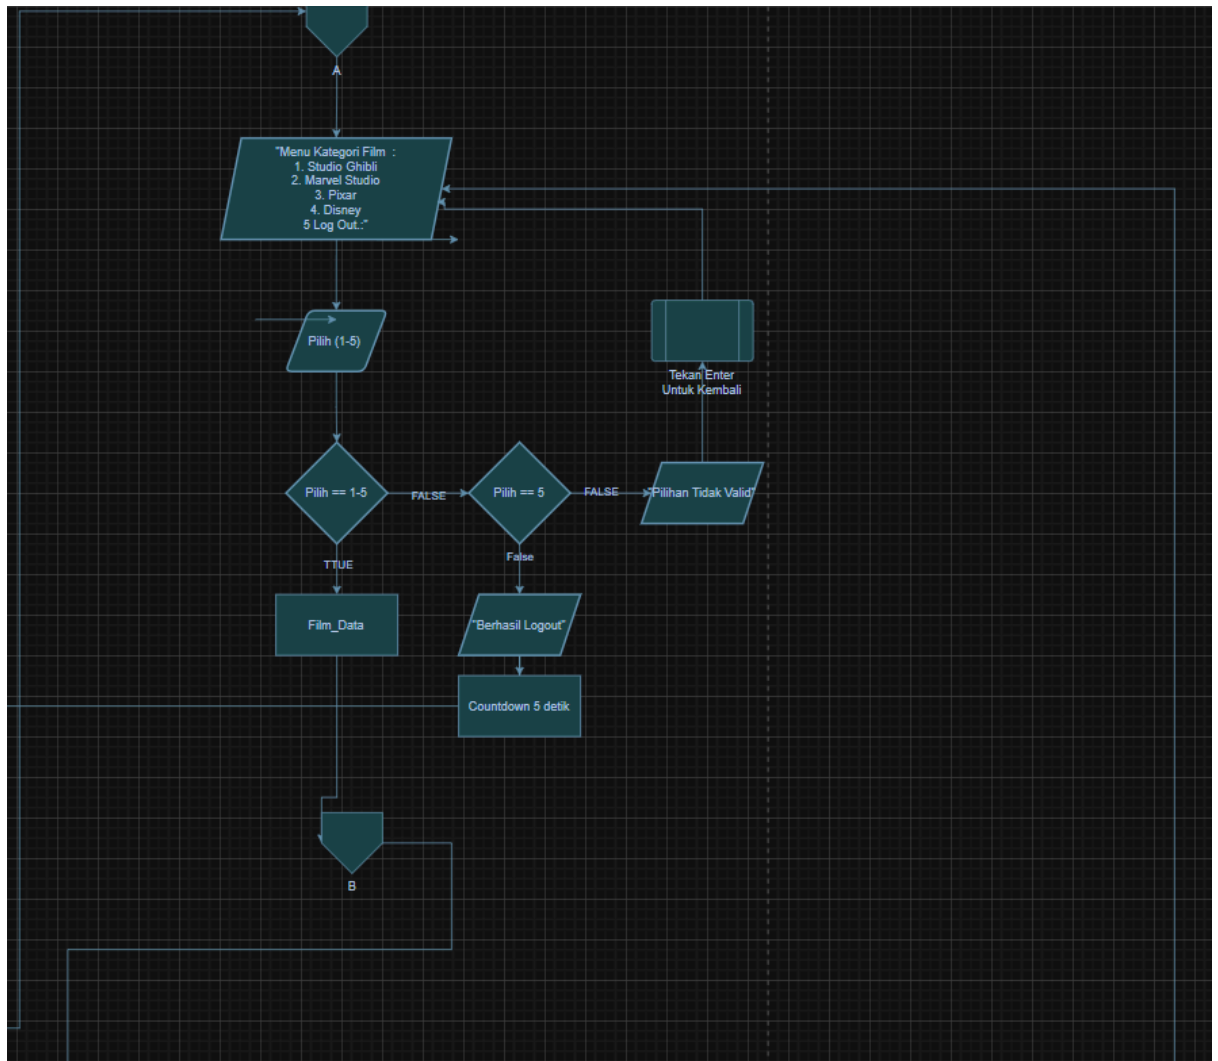 A
"Menu Kategori Film :
1. Studio Ghibli
2. Marvel Studio
3. Pixar
4. Disney
5 Log Out.:"
Pilih (1-5)
Tekan Enter
Untuk Kembali
Pilih == 1-5
FALSE
Pilih == 5
FALSE
"Pilihan Tidak Valid"
TTUE
False
Film_Data
"Berhasil Logout"
Countdown 5 detik
B